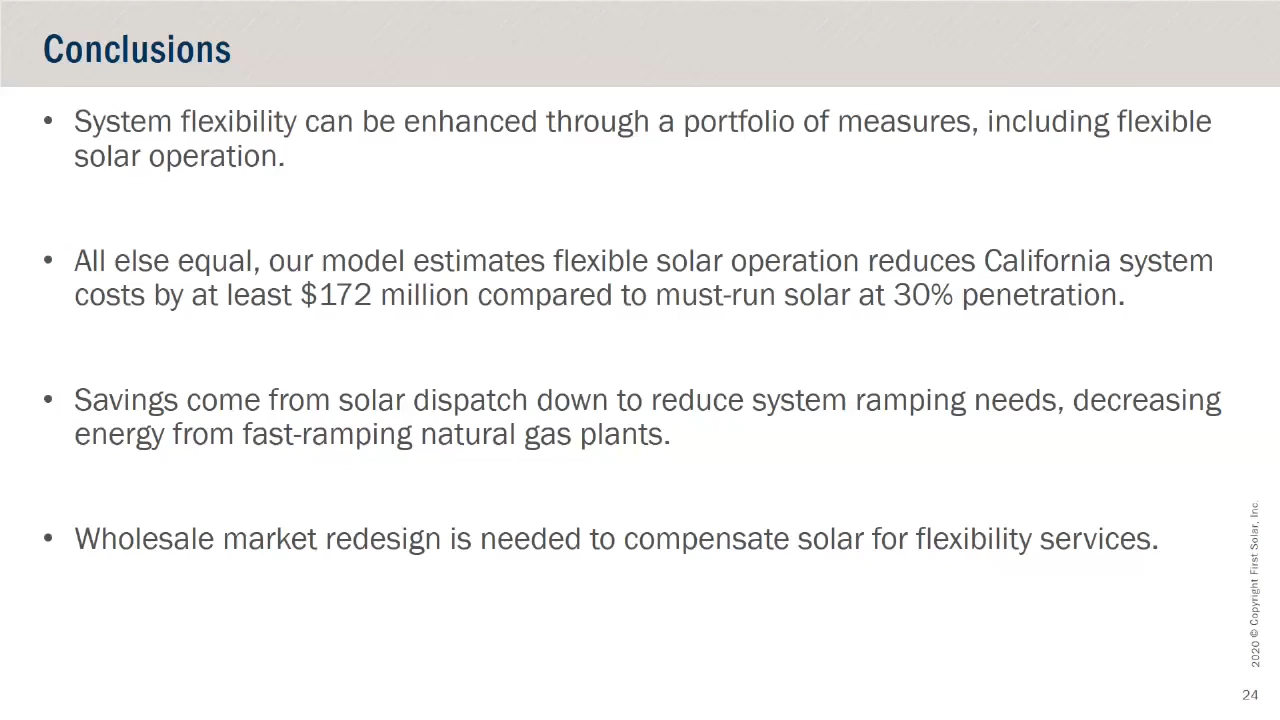 Conclusions
• System flexibility can be enhanced through a portfolio of measures, including flexible
solar operation.
• All else equal, our model estimates flexible solar operation reduces California system
costs by at least $172 million compared to must-run solar at 30% penetration.
• Savings come from solar dispatch down to reduce system ramping needs, decreasing
energy from fast-ramping natural gas plants.
• Wholesale market redesign is needed to compensate solar for flexibility services.
2020 © Copyright First Solar, Inc.
24